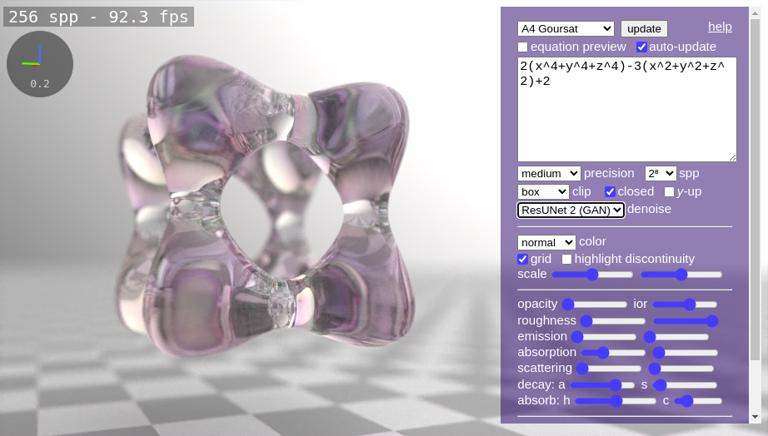 256 spp - 92.3 fps
0.2
A4 Goursat update help
equation preview auto-update
2(x^4+y^4+z^4)-3(x^2+y^2+z^
2)+2
medium precision 2⁸ spp
box clip closed y-up
ResUNet 2 (GAN) denoise
normal color
grid highlight discontinuity
scale
opacity ior
roughness
emission
absorption
scattering
decay: a s
absorb: h c